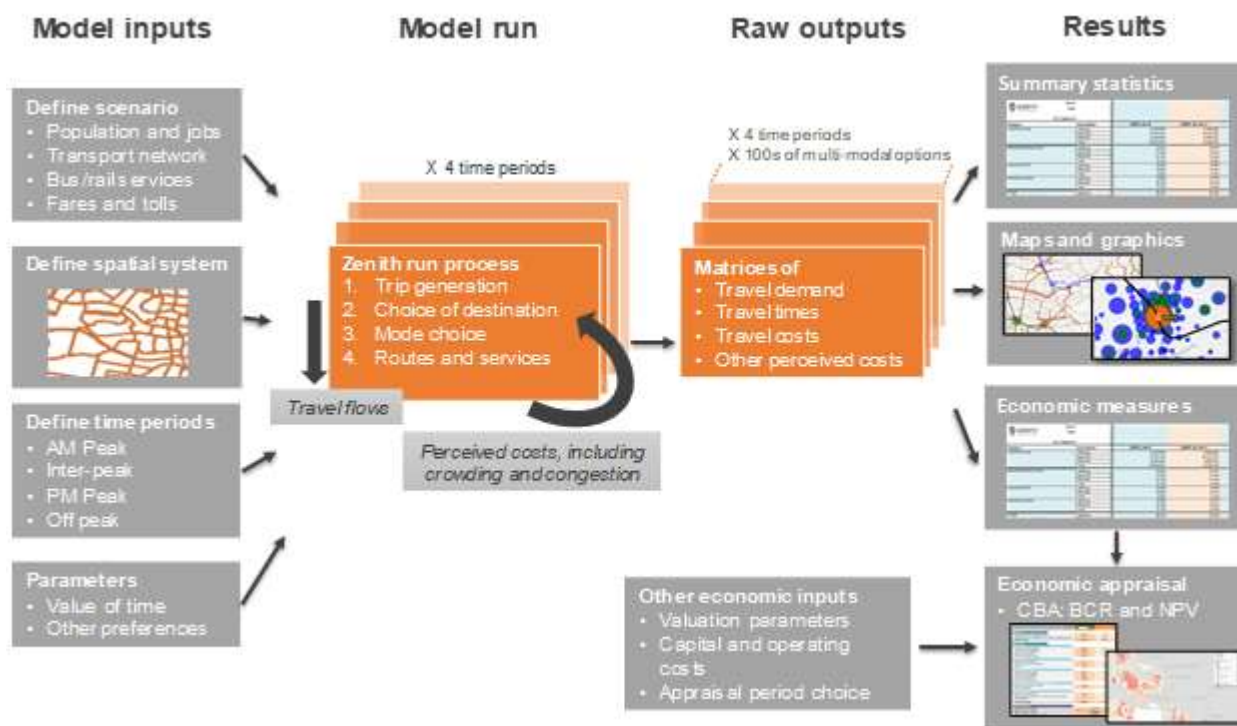 Model inputs
Model run
Raw outputs
Results
Define scenario
• Population and jobs
• Transport network
• Bus/rails services
• Fares and tolls
Define spatial system
Define time periods
• AM Peak
• Inter-peak
• PM Peak
• Off peak
Parameters
• Value of time
• Other preferences
X 4 time periods
Zenith run process
1. Trip generation
2. Choice of destination
3. Mode choice
4. Routes and services
Travel flows
Perceived costs, including
crowding and congestion
X 4 time periods
X 100s of multi-modal options
Matrices of
• Travel demand
• Travel times
• Travel costs
• Other perceived costs
Other economic inputs
• Valuation parameters
• Capital and operating
costs
• Appraisal period choice
Summary statistics
Maps and graphics
Economic measures
Economic appraisal
• CBA: BCR and NPV